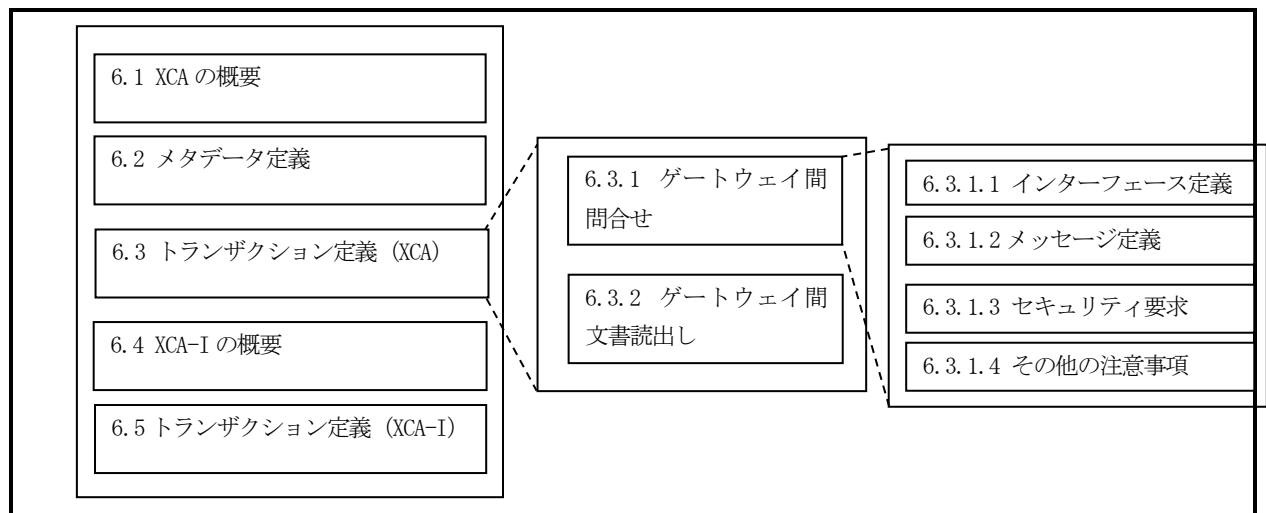 6.1 XCA の概要
6.2 メタデータ定義
6.3 トランザクション定義 (XCA)
6.4 XCA-I の概要
6.5 トランザクション定義 (XCA-I)
6.3.1 ゲートウェイ間
問合せ
6.3.2 ゲートウェイ間
文書読出し
6.3.1.1 インターフェース定義
6.3.1.2 メッセージ定義
6.3.1.3 セキュリティ要求
6.3.1.4 その他の注意事項